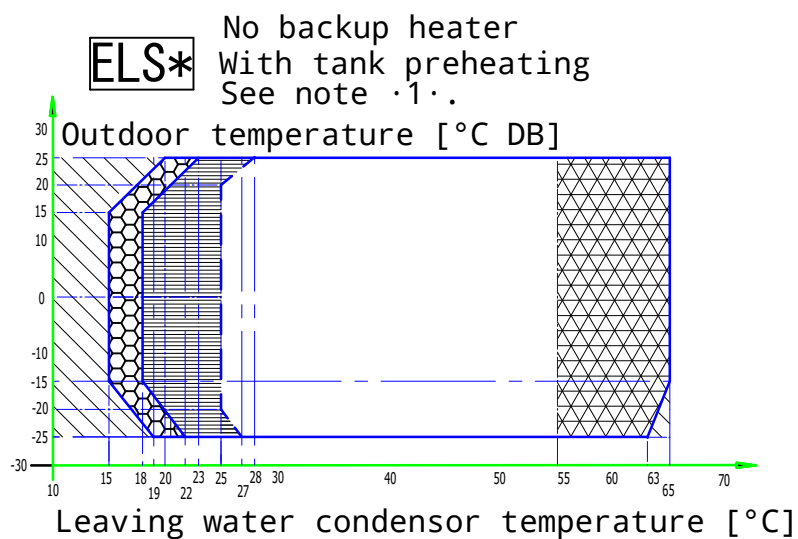 No backup heater
ELS* With tank preheating
See note ·1·.
Outdoor temperature [°C DB]
30
25
20
15
10
0
-10
-15
-20
-25
-30
10 15 18 19 20 22 23 25 27 28 30 40 50 55 60 63 65 70
Leaving water condensor temperature [°C]